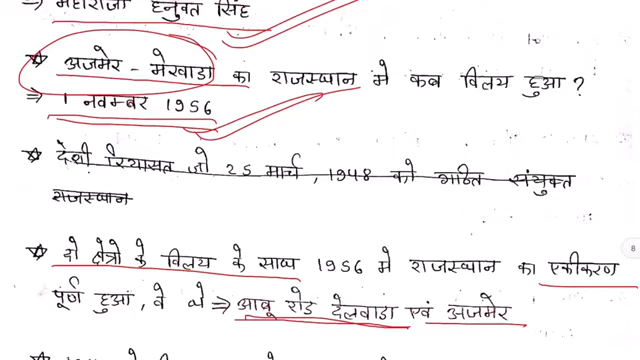 ⇒ महाराजा हनुवंत सिंह
☆ अजमेर - मेरवाडा का राजस्थान मे कब विलय हुआ ?
⇒ 1 नवम्बर 1956
☆ देशी रियासत जो 25 मार्च, 1948 को गठित संयुक्त
राजस्थान
☆ दो क्षेत्रो के विलय के साथ 1956 मे राजस्थान का एकीकरण
पूर्ण हुआ, वे थे ⇒ आबू रोड देलवाडा एवं अजमेर
8